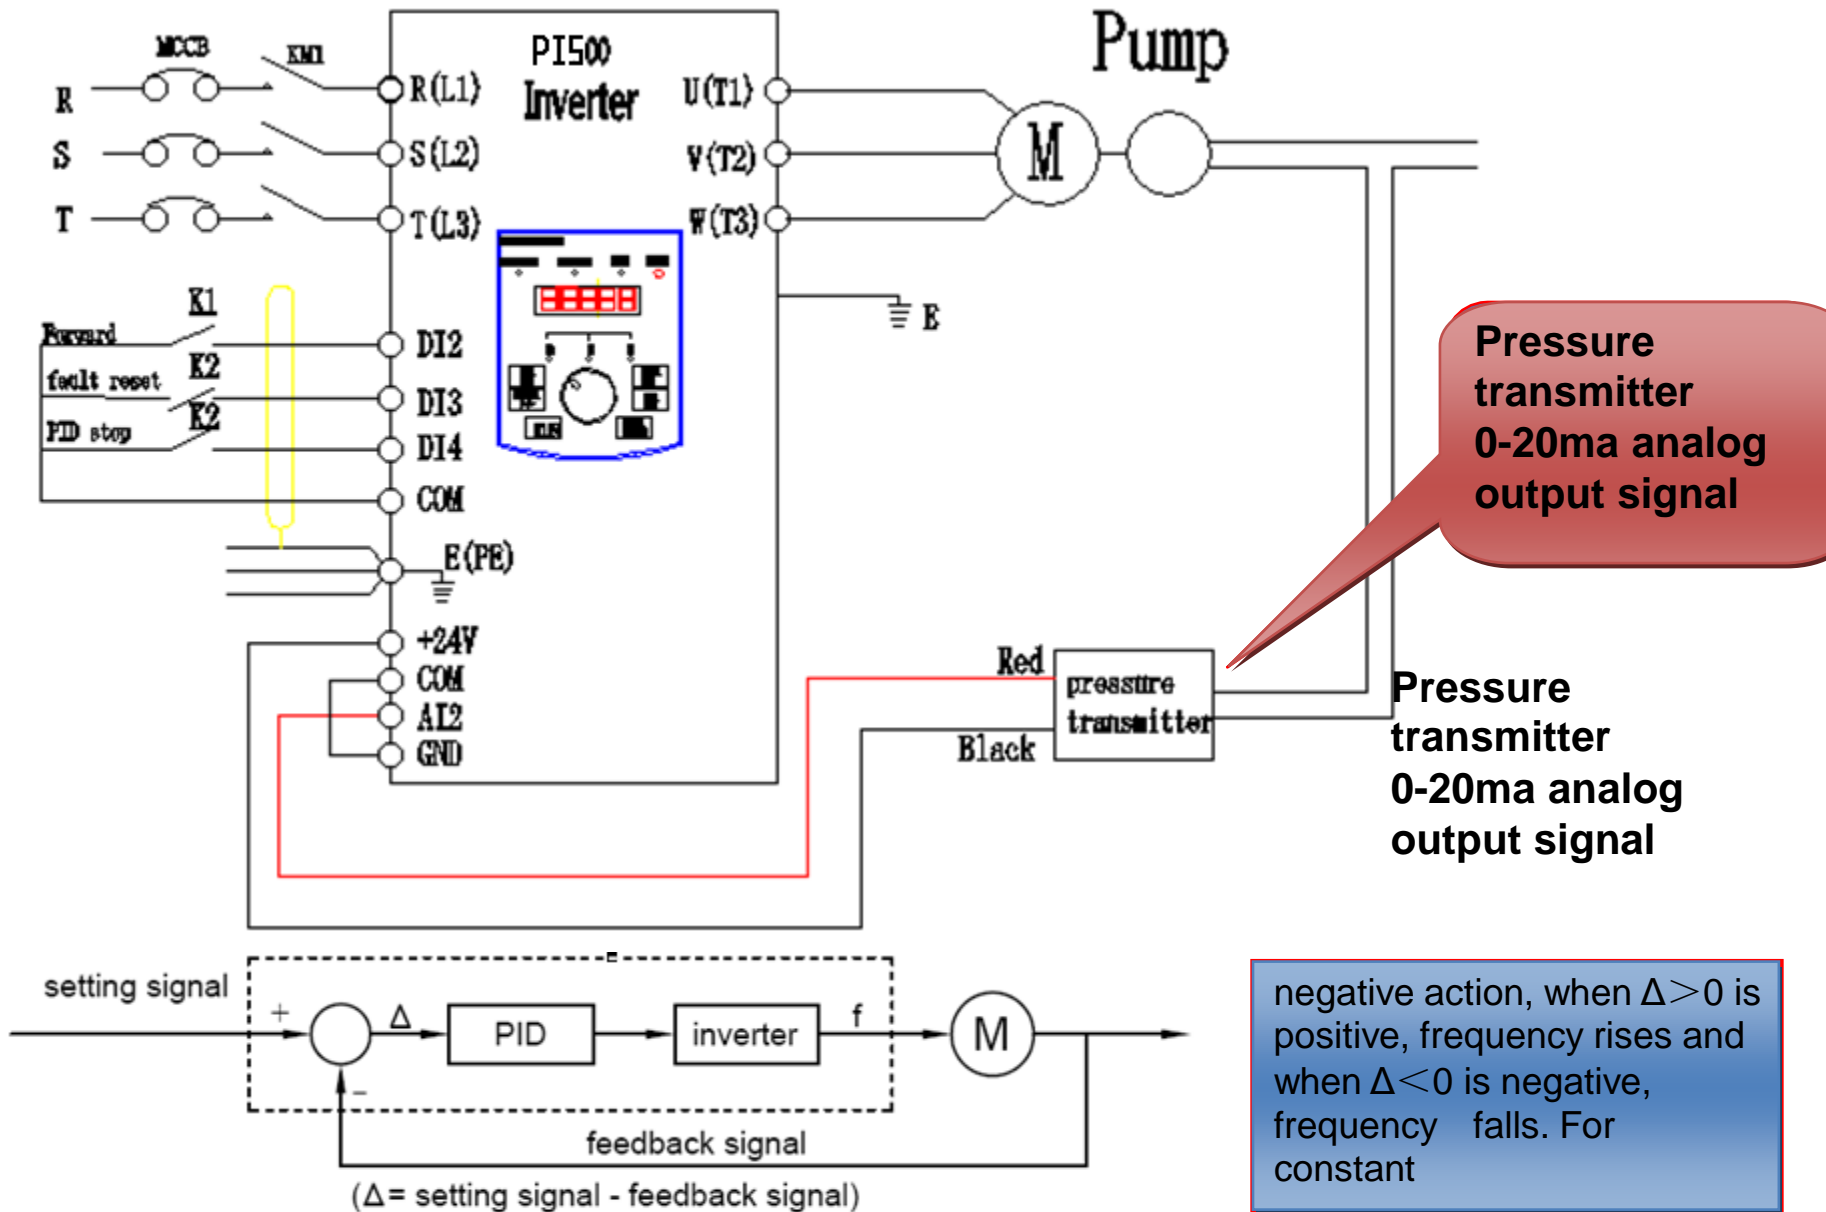 MCCB
KM1
PI500
Inverter
Pump
R
R(L1)
U(T1)
S
S(L2)
V(T2)
M
T
T(L3)
W(T3)
E
K1
Forward
DI2
K2
fault reset
DI3
K2
PID stop
DI4
COM
E(PE)
+24V
COM
AI2
GND
Red
Black
pressure
transmitter
Pressure
transmitter
0-20ma analog
output signal
Pressure
transmitter
0-20ma analog
output signal
setting signal
+
Δ
PID
inverter
f
M
−
feedback signal
(Δ= setting signal - feedback signal)
negative action, when Δ＞0 is
positive, frequency rises and
when Δ＜0 is negative,
frequency falls. For
constant